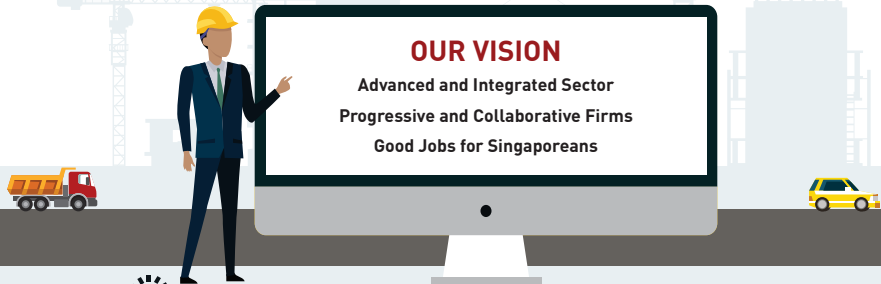 OUR VISION
Advanced and Integrated Sector
Progressive and Collaborative Firms
Good Jobs for Singaporeans